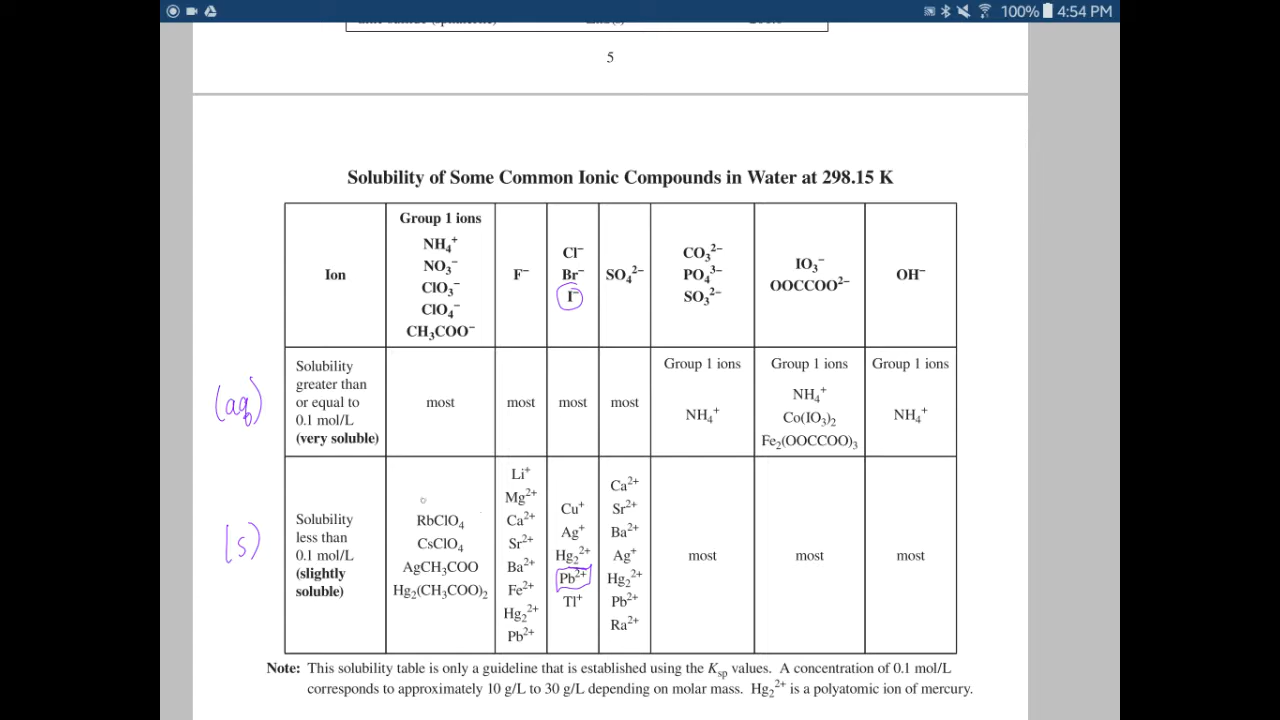 100% 4:54 PM
5
Solubility of Some Common Ionic Compounds in Water at 298.15 K
Ion
Group 1 ions
NH₄⁺
NO₃⁻
ClO₃⁻
ClO₄⁻
CH₃COO⁻
F⁻
Cl⁻
Br⁻
I⁻
SO₄²⁻
CO₃²⁻
PO₄³⁻
SO₃²⁻
IO₃⁻
OOCCOO²⁻
OH⁻
(aq)
Solubility
greater than
or equal to
0.1 mol/L
(very soluble)
most
most
most
most
Group 1 ions
NH₄⁺
Group 1 ions
NH₄⁺
Co(IO₃)₂
Fe₂(OOCCOO)₃
Group 1 ions
NH₄⁺
(s)
Solubility
less than
0.1 mol/L
(slightly
soluble)
RbClO₄
CsClO₄
AgCH₃COO
Hg₂(CH₃COO)₂
Li⁺
Mg²⁺
Ca²⁺
Sr²⁺
Ba²⁺
Fe²⁺
Hg₂²⁺
Pb²⁺
Cu⁺
Ag⁺
Hg₂²⁺
Pb²⁺
Tl⁺
Ca²⁺
Sr²⁺
Ba²⁺
Ag⁺
Hg₂²⁺
Pb²⁺
Ra²⁺
most
most
most
Note: This solubility table is only a guideline that is established using the Kₛₚ values. A concentration of 0.1 mol/L
corresponds to approximately 10 g/L to 30 g/L depending on molar mass. Hg₂²⁺ is a polyatomic ion of mercury.